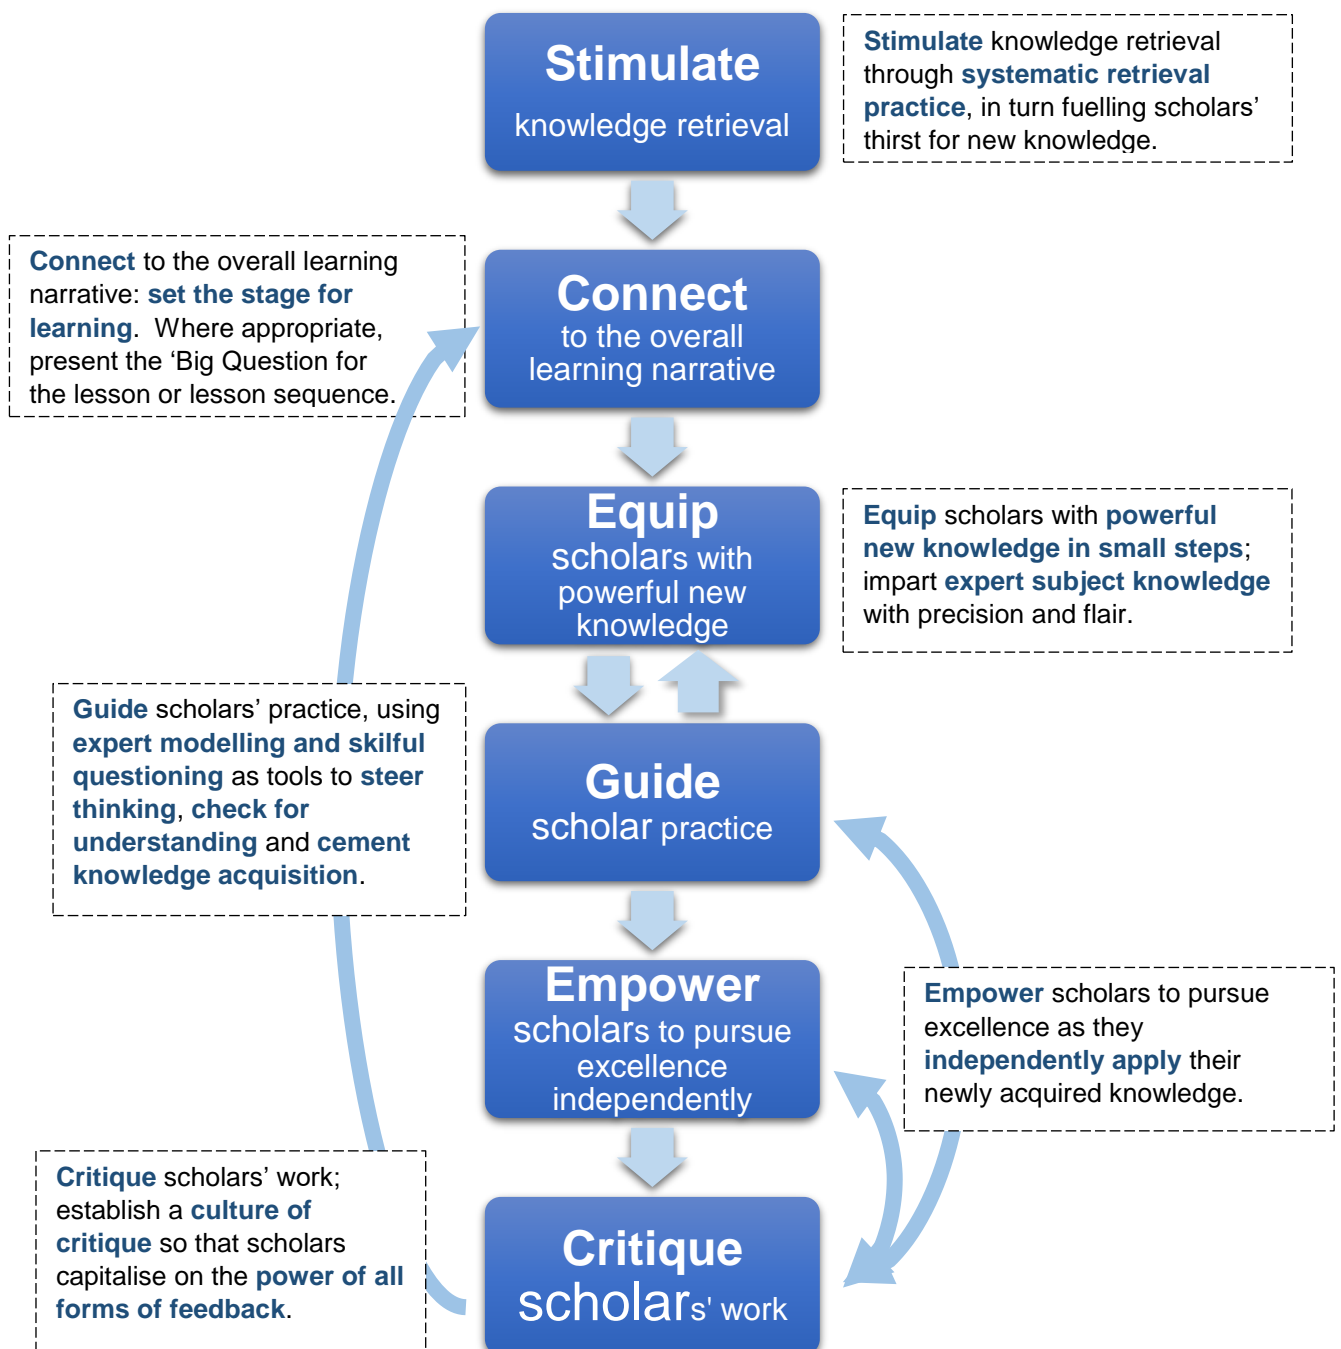 Stimulate
knowledge retrieval
Stimulate knowledge retrieval
through systematic retrieval
practice, in turn fuelling scholars’
thirst for new knowledge.
Connect to the overall learning
narrative: set the stage for
learning.  Where appropriate,
present the ‘Big Question for
the lesson or lesson sequence.
Connect
to the overall
learning narrative
Equip
scholars with
powerful new
knowledge
Equip scholars with powerful
new knowledge in small steps;
impart expert subject knowledge
with precision and flair.
Guide scholars’ practice, using
expert modelling and skilful
questioning as tools to steer
thinking, check for
understanding and cement
knowledge acquisition.
Guide
scholar practice
Empower
scholars to pursue
excellence
independently
Empower scholars to pursue
excellence as they
independently apply their
newly acquired knowledge.
Critique scholars’ work;
establish a culture of
critique so that scholars
capitalise on the power of all
forms of feedback.
Critique
scholars' work